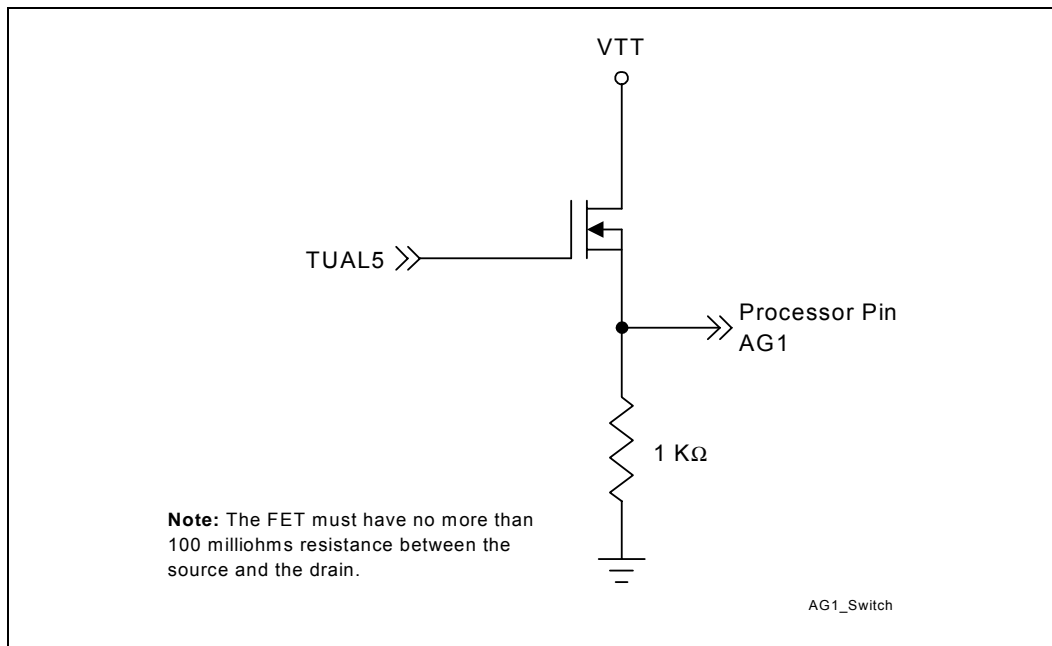 VTT
TUAL5
Processor Pin
AG1
1 KΩ
Note: The FET must have no more than
100 milliohms resistance between the
source and the drain.
AG1_Switch